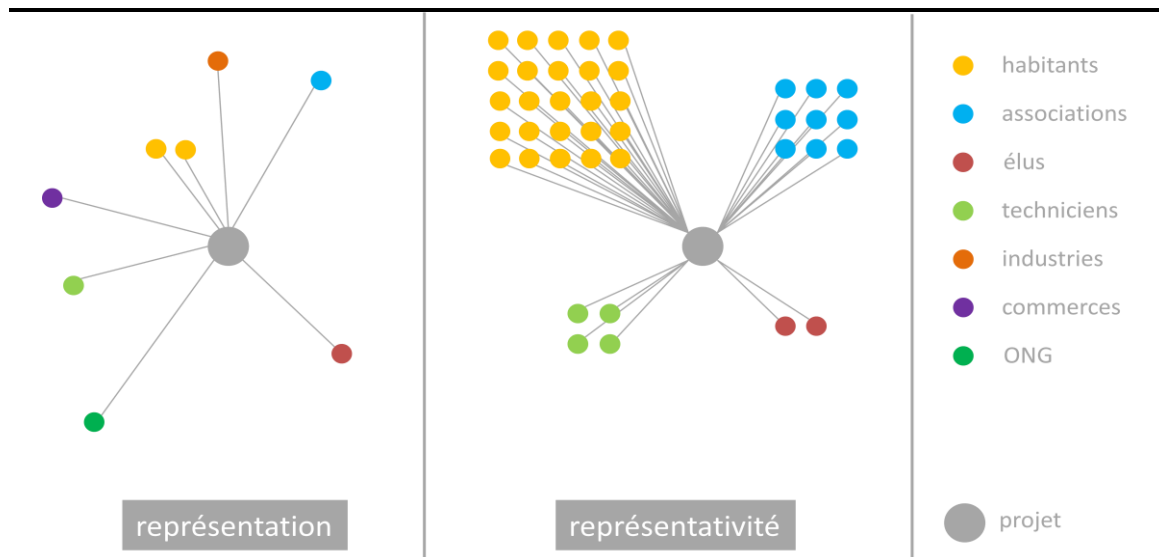 habitants
associations
élus
techniciens
industries
commerces
ONG
représentation
représentativité
projet